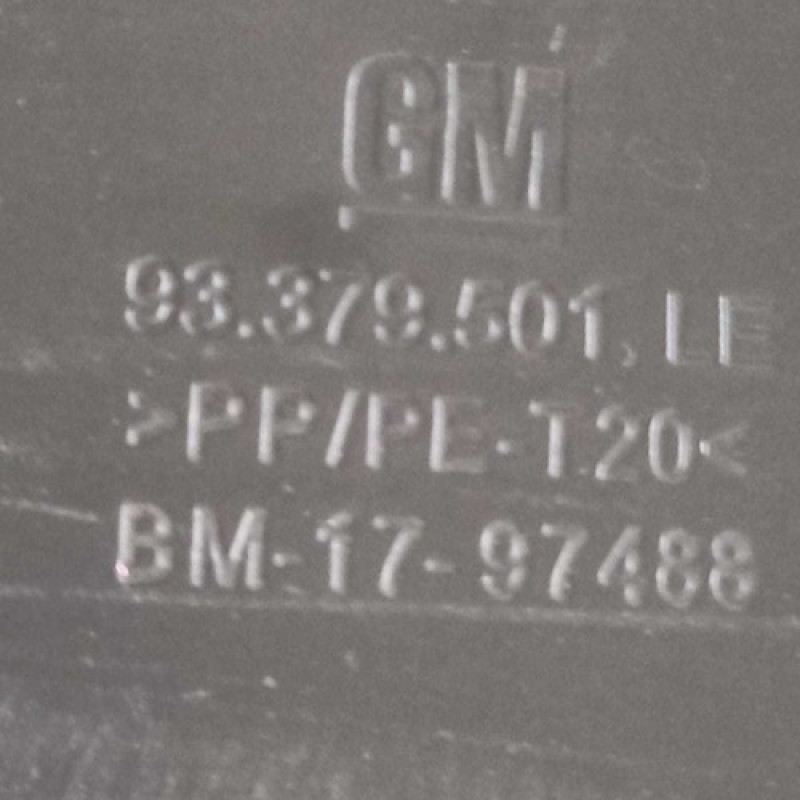 GM
93.379.501, LE
>PP/PE-T20<
BM-17-97488